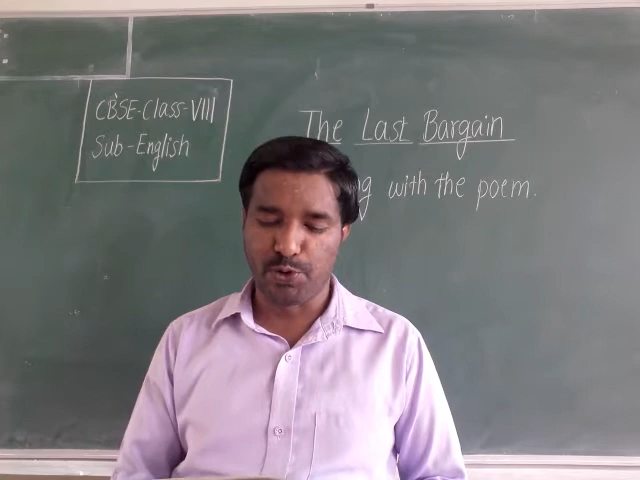 CBSE-Class-VIII
Sub-English
The Last Bargain
with the poem.